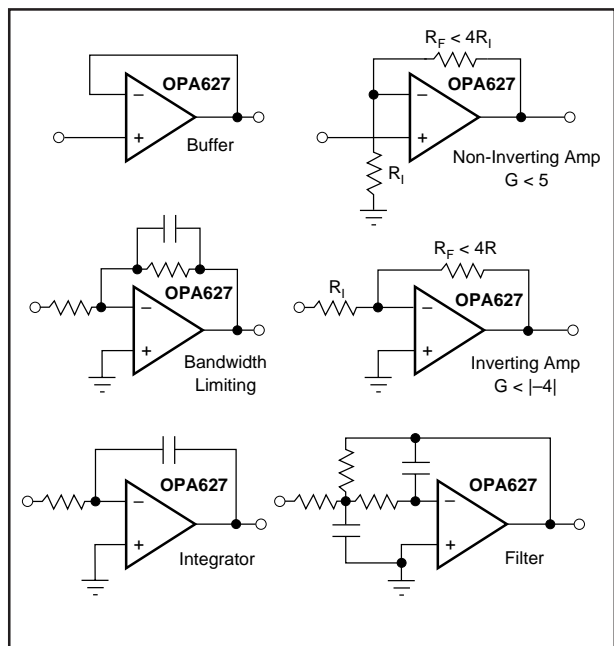 OPA627
−
+
Buffer
R_F < 4R_I
OPA627
−
+
R_I
Non-Inverting Amp
G < 5
OPA627
−
+
Bandwidth
Limiting
R_F < 4R
R_I
OPA627
−
+
Inverting Amp
G < |–4|
OPA627
−
+
Integrator
OPA627
−
+
Filter